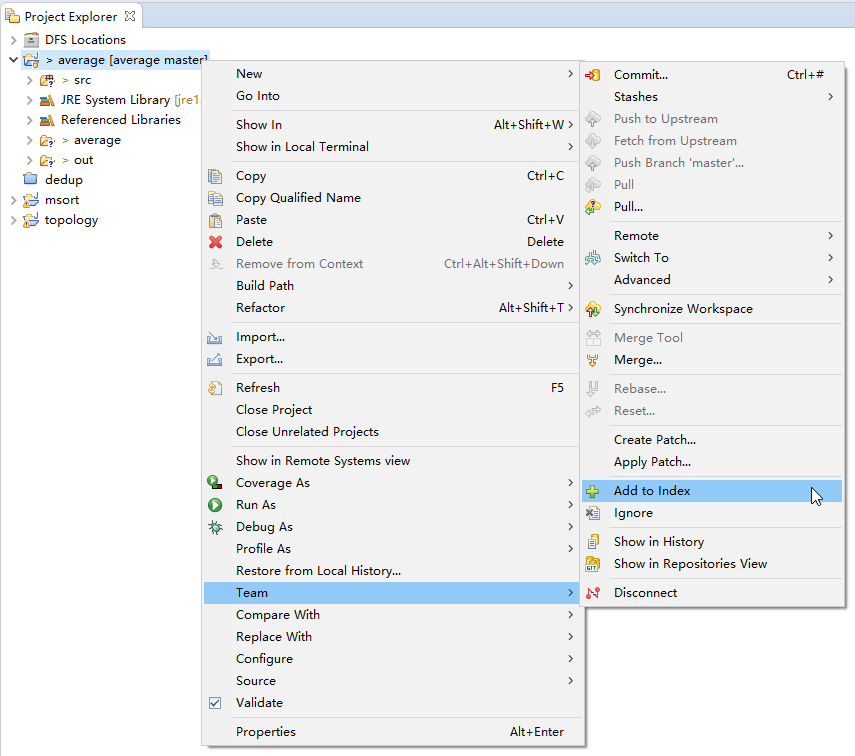 Project Explorer
DFS Locations
> average [average master]
> src
JRE System Library [jre1.
Referenced Libraries
> average
> out
dedup
msort
topology
New
Go Into
Show In Alt+Shift+W
Show in Local Terminal
Copy Ctrl+C
Copy Qualified Name
Paste Ctrl+V
Delete Delete
Remove from Context Ctrl+Alt+Shift+Down
Build Path
Refactor Alt+Shift+T
Import...
Export...
Refresh F5
Close Project
Close Unrelated Projects
Show in Remote Systems view
Coverage As
Run As
Debug As
Profile As
Restore from Local History...
Team
Compare With
Replace With
Configure
Source
Validate
Properties Alt+Enter
Commit... Ctrl+#
Stashes
Push to Upstream
Fetch from Upstream
Push Branch 'master'...
Pull
Pull...
Remote
Switch To
Advanced
Synchronize Workspace
Merge Tool
Merge...
Rebase...
Reset...
Create Patch...
Apply Patch...
Add to Index
Ignore
Show in History
Show in Repositories View
Disconnect